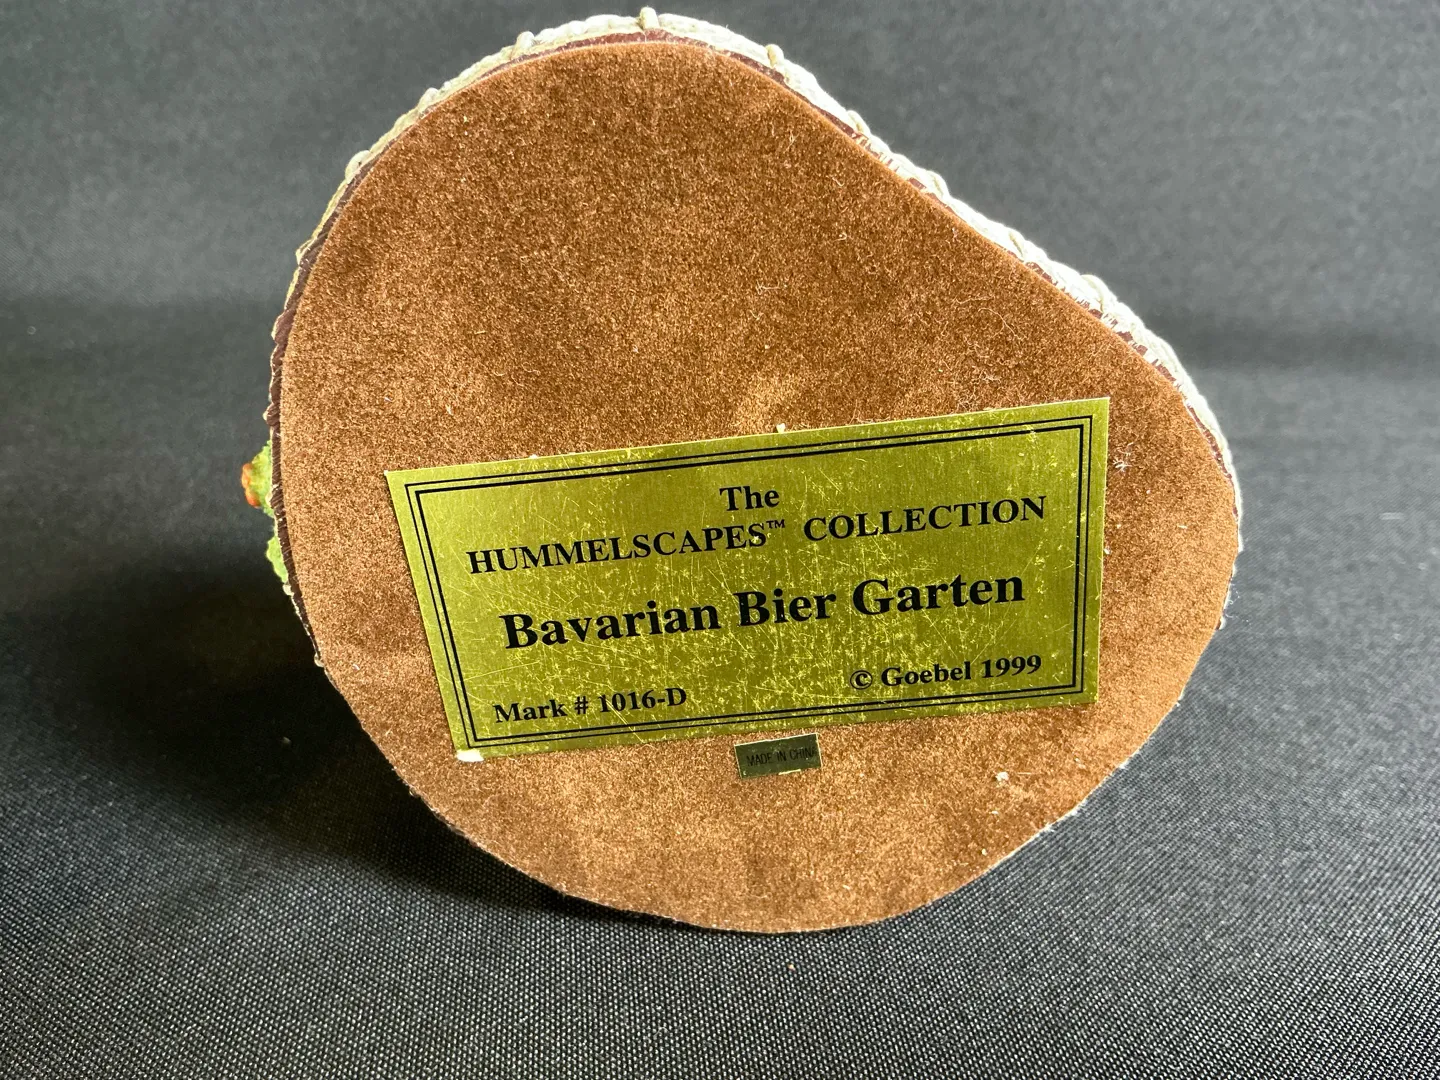 The
HUMMELSCAPES™ COLLECTION
Bavarian Bier Garten
© Goebel 1999
Mark # 1016-D
MADE IN CHINA